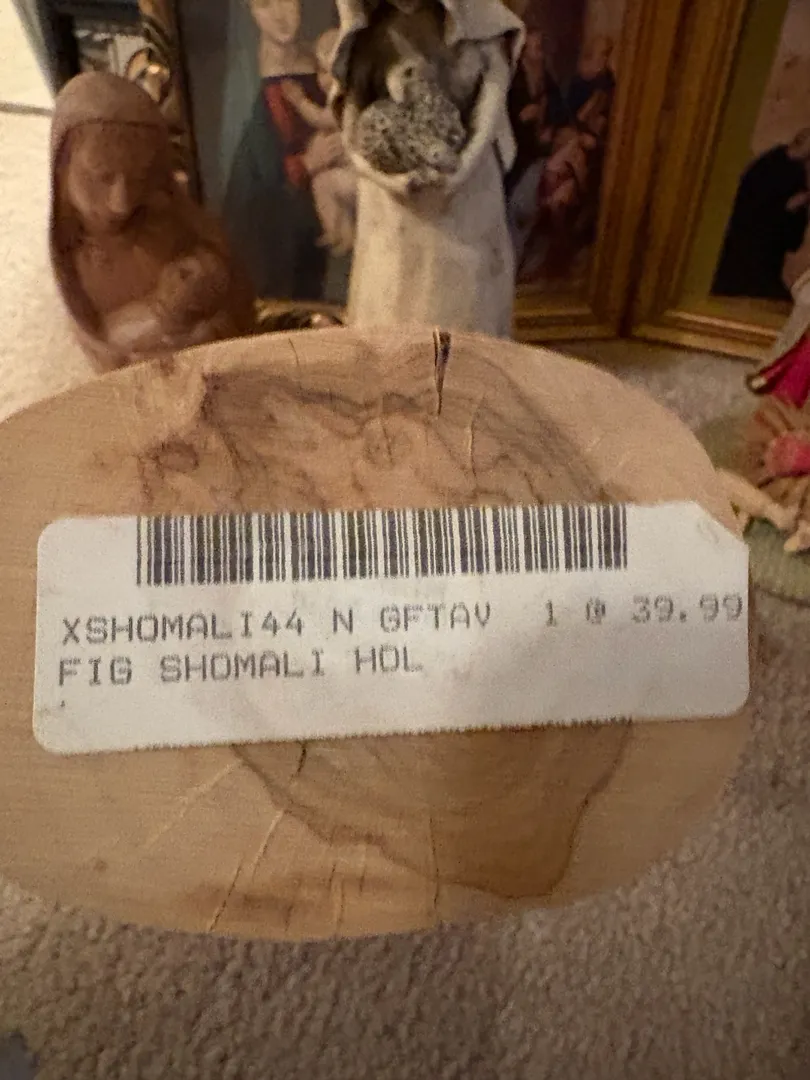 XSHOMALI44 N GFTAV 1 @ 39.99
FIG SHOMALI HOL